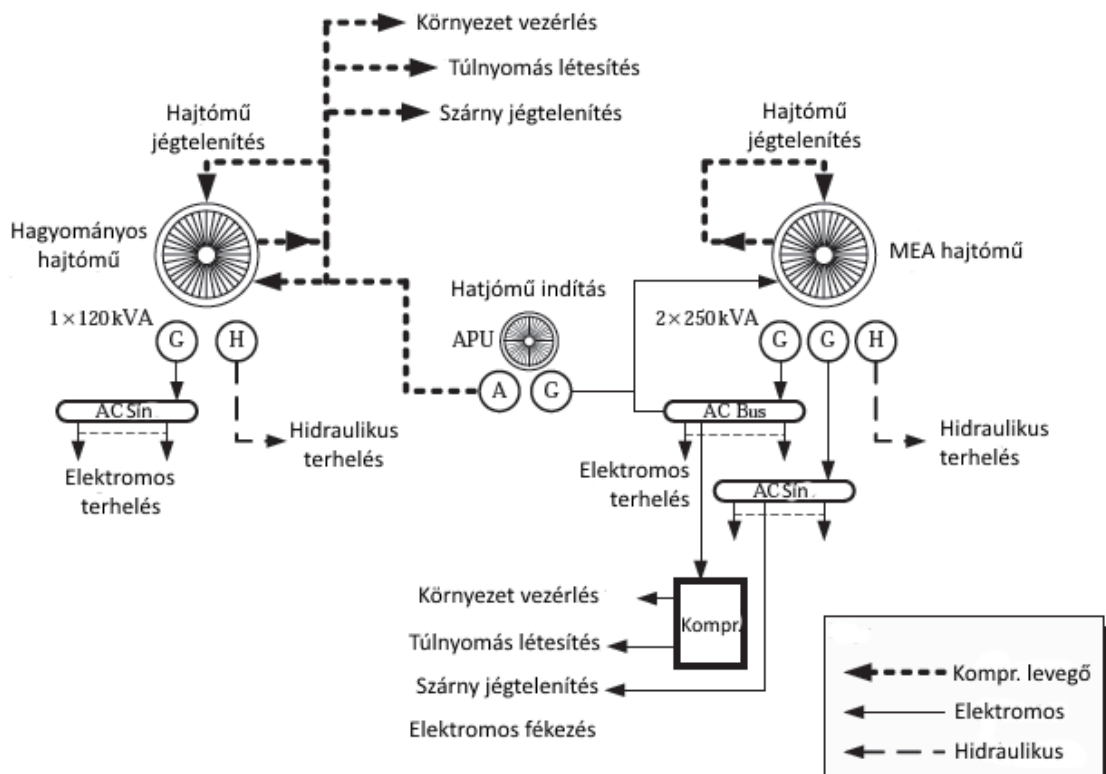 Környezet vezérlés
Túlnyomás létesítés
Szárny jégtelenítés
Hajtómű
jégtelenítés
Hajtómű
jégtelenítés
Hagyományos
hajtómű
MEA hajtómű
Hatjómű indítás
1 × 120 kVA
G
H
APU
A
G
2 × 250 kVA
G
G
H
AC Sín
AC Bus
Hidraulikus
terhelés
Elektromos
terhelés
Elektromos
terhelés
Hidraulikus
terhelés
AC Sín
Környezet vezérlés
Kompr.
Túlnyomás létesítés
Szárny jégtelenítés
Elektromos fékezés
Kompr. levegő
Elektromos
Hidraulikus